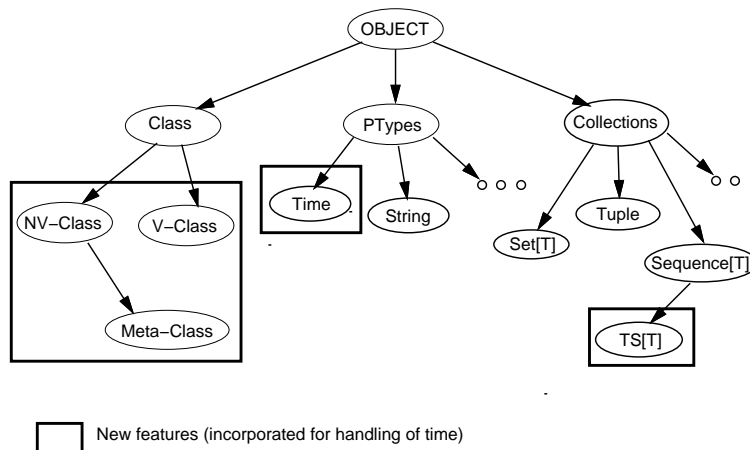 OBJECT
Class
PTypes
Collections
NV−Class
V−Class
Time
String
Set[T]
Tuple
Sequence[T]
Meta−Class
TS[T]
New features (incorporated for handling of time)